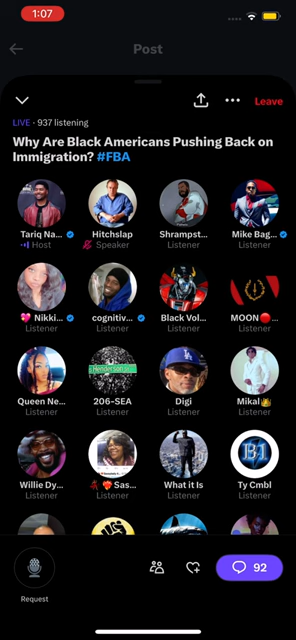 1:07
Post
LIVE · 937 listening
Leave
Why Are Black Americans Pushing Back on
Immigration? #FBA
Tariq Na...
Host
Hitchslap
Speaker
Shrampst...
Listener
Mike Bag...
Listener
Nikki...
Listener
cognitiv...
Listener
Black Vol...
Listener
MOON...
Listener
Henderson
Queen Ne...
Listener
206-SEA
Listener
Digi
Listener
Mikal
Listener
Willie Dy...
Listener
Sas...
Listener
What it Is
Listener
Ty Cmbl
Listener
Request
92